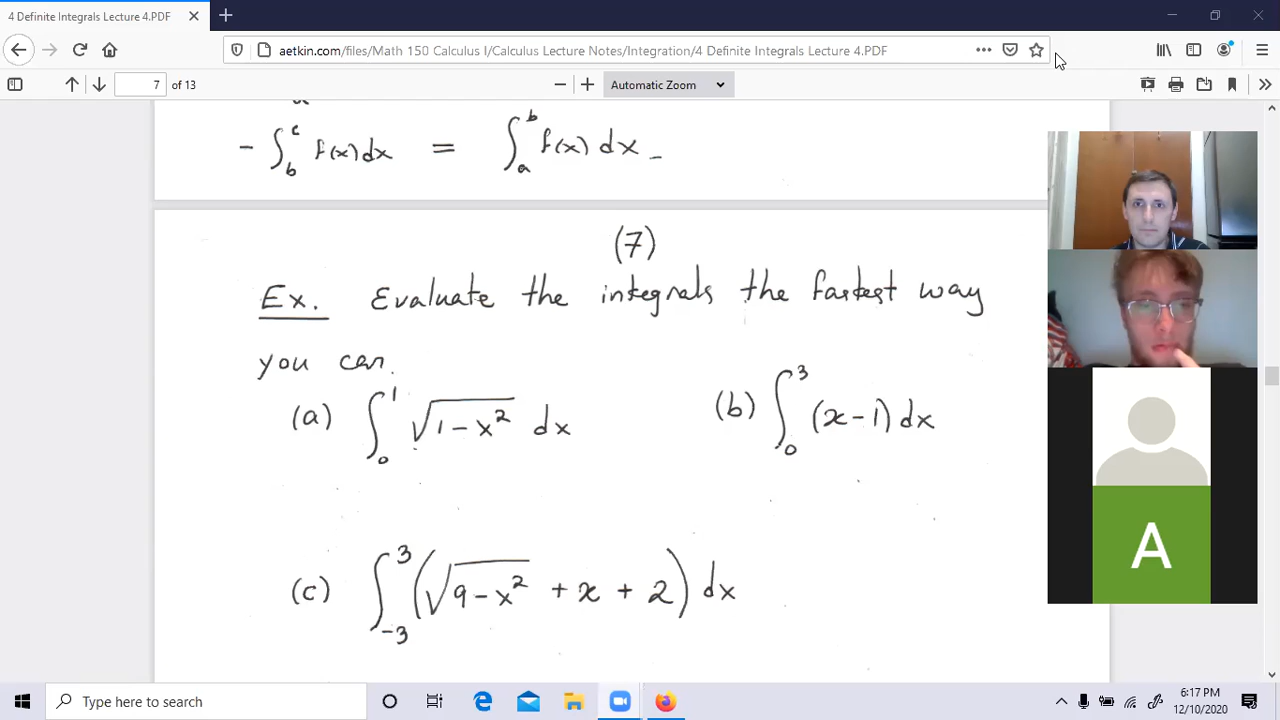 4 Definite Integrals Lecture 4.PDF
aetkin.com/files/Math 150 Calculus I/Calculus Lecture Notes/Integration/4 Definite Integrals Lecture 4.PDF
7 of 13 Automatic Zoom
a
- ∫_b^c f(x)dx = ∫_a^b f(x) dx -
(7)
Ex. Evaluate the integrals the fastest way
you can.
(a) ∫_0^1 √(1-x²) dx (b) ∫_0^3 (x-1) dx
(c) ∫_{-3}^3 (√(9-x²) + x + 2) dx
A
Type here to search
6:17 PM
12/10/2020